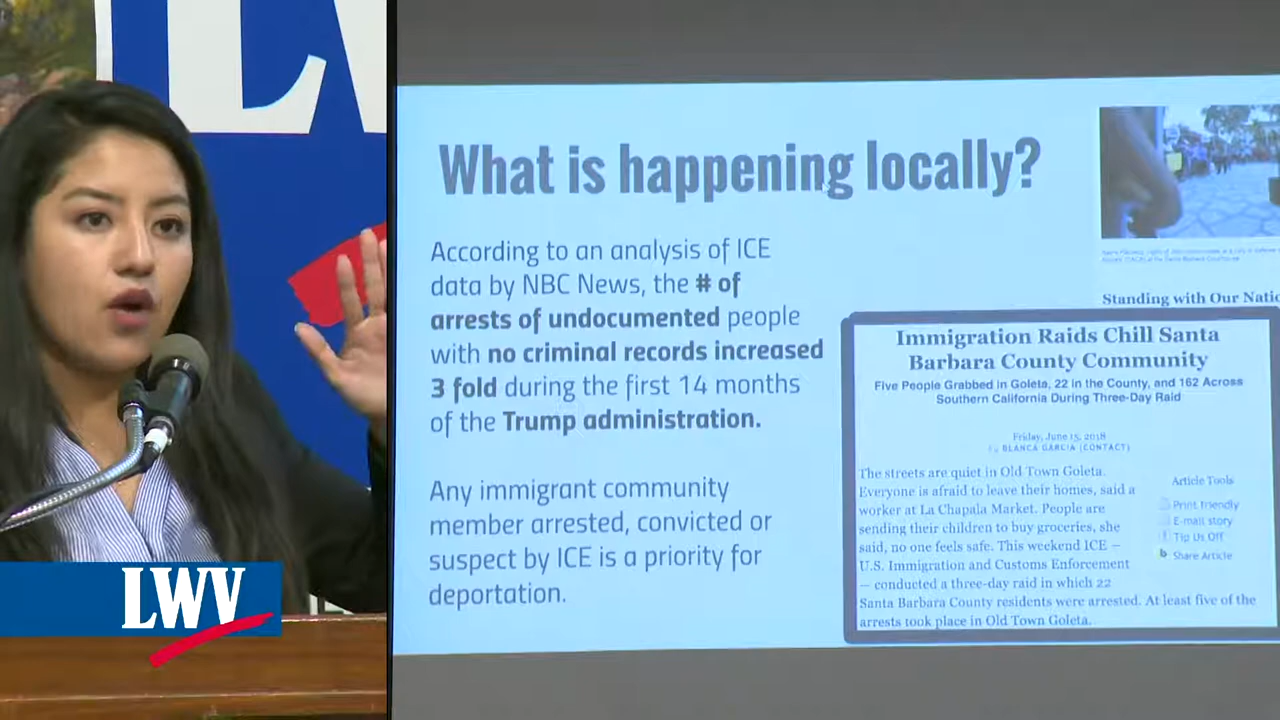 L
LWV
What is happening locally?
According to an analysis of ICE
data by NBC News, the # of
arrests of undocumented people
with no criminal records increased
3 fold during the first 14 months
of the Trump administration.
Any immigrant community
member arrested, convicted or
suspect by ICE is a priority for
deportation.
Standing with Our Natio
Immigration Raids Chill Santa
Barbara County Community
Five People Grabbed in Goleta, 22 in the County, and 162 Across
Southern California During Three-Day Raid
Friday, June 15, 2018
BLANCA GARCIA (CONTACT)
The streets are quiet in Old Town Goleta.
Everyone is afraid to leave their homes, said a
worker at La Chapala Market. People are
sending their children to buy groceries, she
said, no one feels safe. This weekend ICE —
U.S. Immigration and Customs Enforcement
— conducted a three-day raid in which 22
Santa Barbara County residents were arrested. At least five of the
arrests took place in Old Town Goleta.
Article Tools
Print friendly
E-mail story
Tip Us Off
Share Article